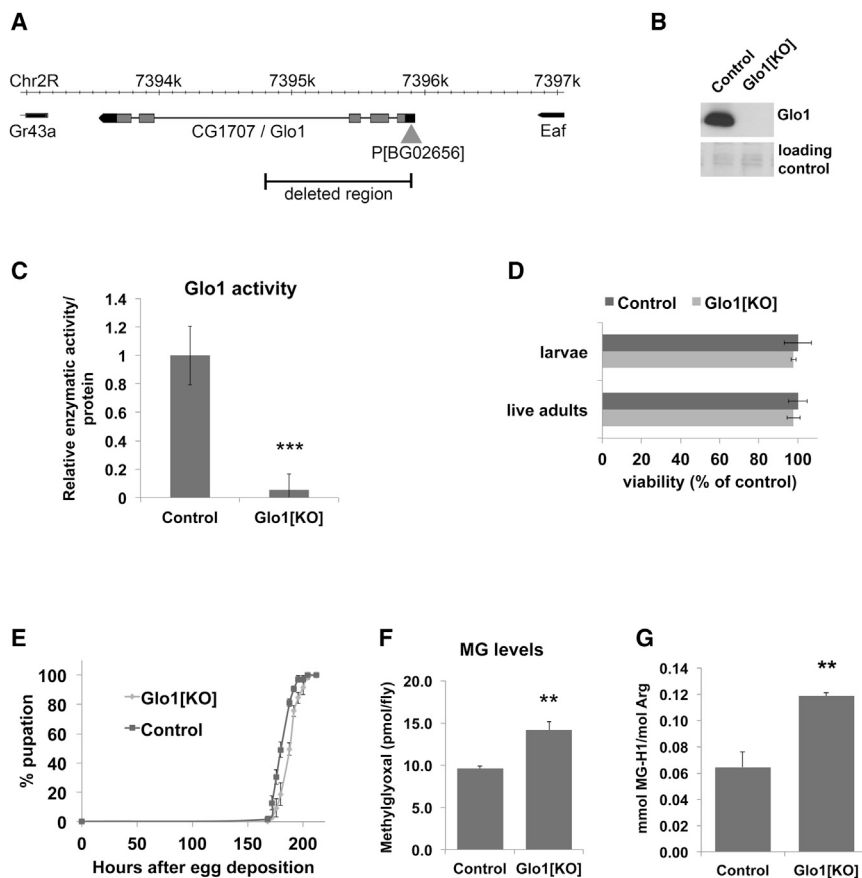 A
Chr2R 7394k 7395k 7396k 7397k
Gr43a
CG1707 / Glo1
Eaf
P[BG02656]
deleted region
B
Control
Glo1[KO]
Glo1
loading
control
C
Glo1 activity
Relative enzymatic activity/
protein
1.4
1.2
1
0.8
0.6
0.4
0.2
0
***
Control Glo1[KO]
D
Control Glo1[KO]
larvae
live adults
0 20 40 60 80 100
viability (% of control)
E
% pupation
100
80
60
40
20
0
Glo1[KO]
Control
0 50 100 150 200
Hours after egg deposition
F
MG levels
Methylglyoxal (pmol/fly)
20.0
15.0
10.0
5.0
0.0
**
Control Glo1[KO]
G
mmol MG-H1/mol Arg
0.14
0.12
0.10
0.08
0.06
0.04
0.02
0.00
**
Control Glo1[KO]